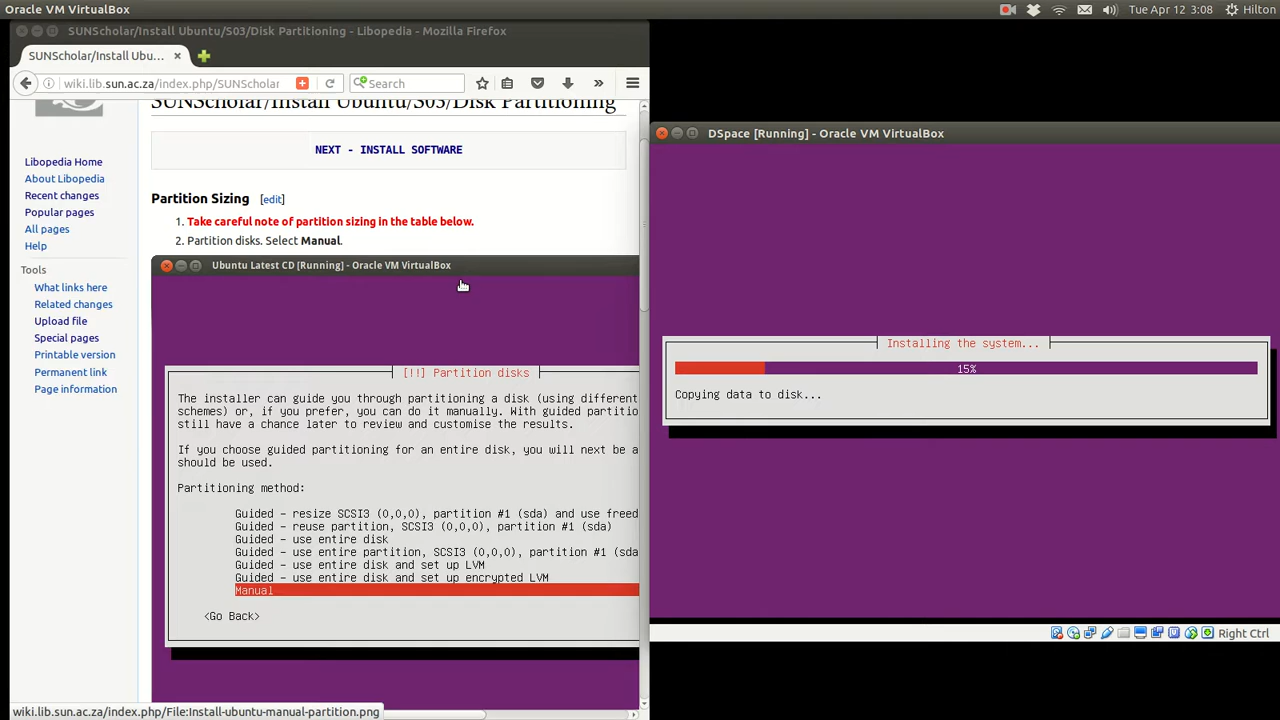 Oracle VM VirtualBox
Tue Apr 12 3:08 Hilton
SUNScholar/Install Ubuntu/S03/Disk Partitioning - Libopedia - Mozilla Firefox
SUNScholar/Install Ubu...
wiki.lib.sun.ac.za/index.php/SUNScholar
Search
SUNScholar/Install Ubuntu/S03/Disk Partitioning
NEXT - INSTALL SOFTWARE
Libopedia Home
About Libopedia
Recent changes
Popular pages
All pages
Help
Tools
What links here
Related changes
Upload file
Special pages
Printable version
Permanent link
Page information
Partition Sizing [edit]
1. Take careful note of partition sizing in the table below.
2. Partition disks. Select Manual.
Ubuntu Latest CD [Running] - Oracle VM VirtualBox
[!!] Partition disks
The installer can guide you through partitioning a disk (using different
schemes) or, if you prefer, you can do it manually. With guided partitio
still have a chance later to review and customise the results.
If you choose guided partitioning for an entire disk, you will next be a
should be used.
Partitioning method:
Guided - resize SCSI3 (0,0,0), partition #1 (sda) and use freed
Guided - reuse partition, SCSI3 (0,0,0), partition #1 (sda)
Guided - use entire disk
Guided - use entire partition, SCSI3 (0,0,0), partition #1 (sda
Guided - use entire disk and set up LVM
Guided - use entire disk and set up encrypted LVM
Manual
<Go Back>
wiki.lib.sun.ac.za/index.php/File:Install-ubuntu-manual-partition.png
DSpace [Running] - Oracle VM VirtualBox
Installing the system...
15%
Copying data to disk...
Right Ctrl